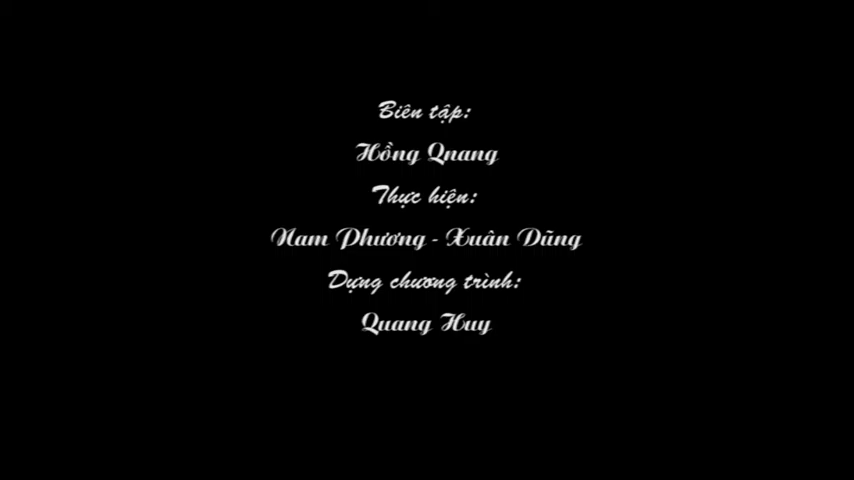 Biên tập:
Hồng Qnang
Thực hiện:
Nam Phương - Xuân Dũng
Dựng chương trình:
Quang Huy